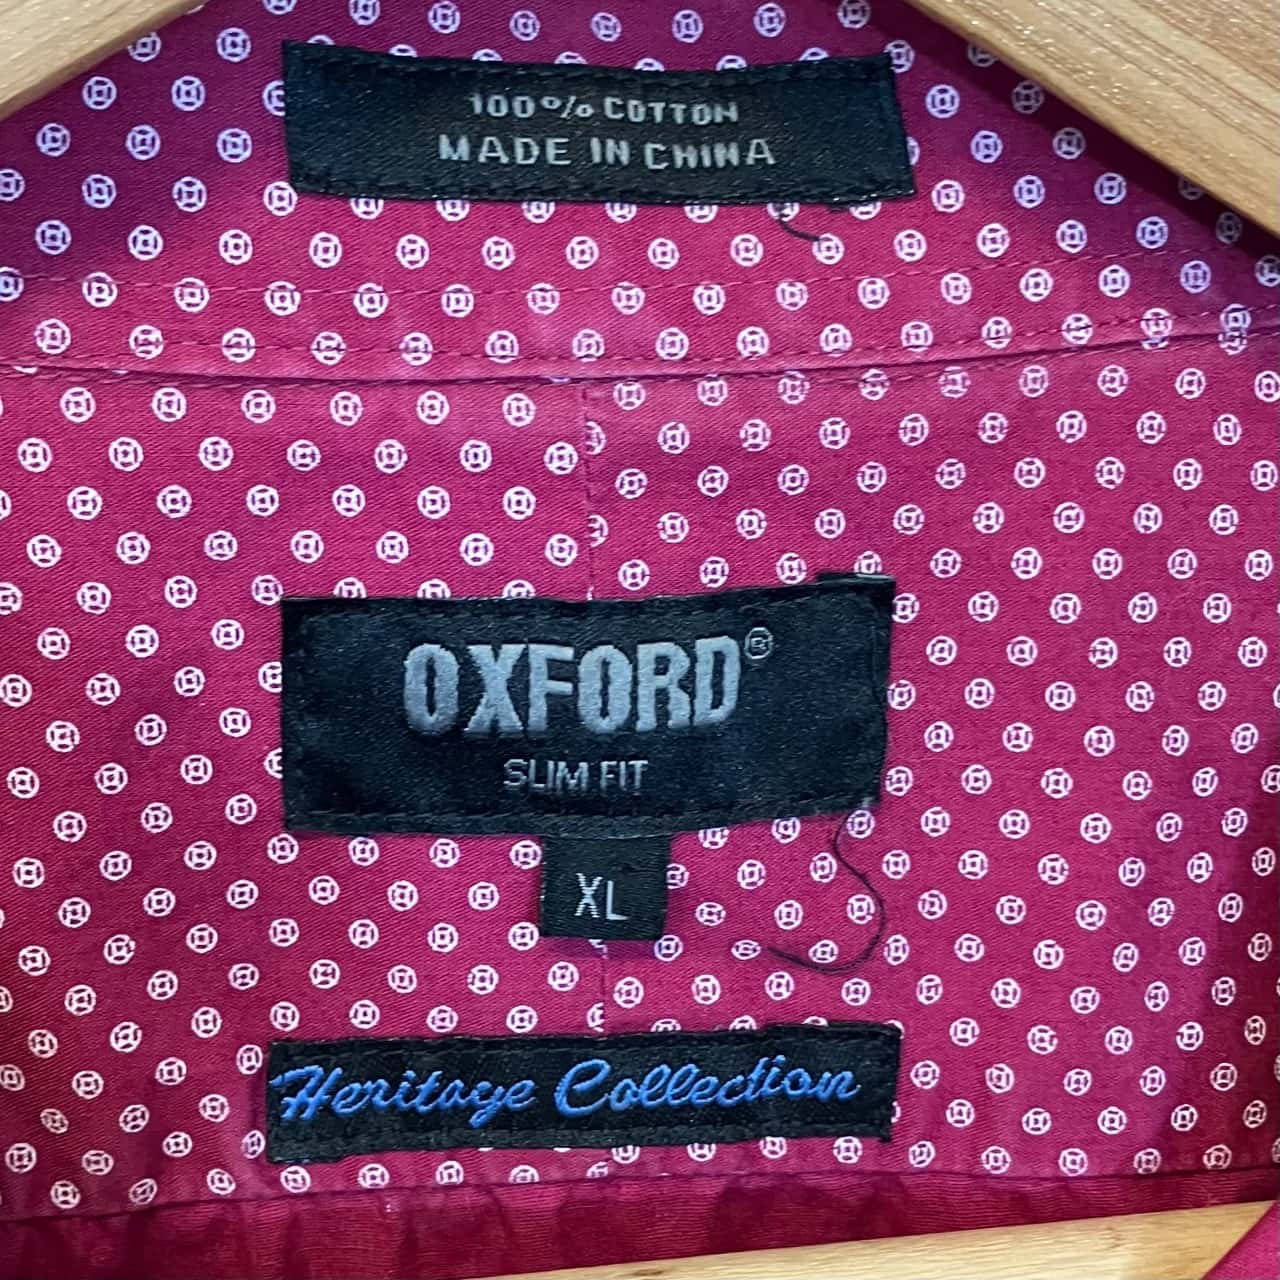 100% COTTON
MADE IN CHINA
OXFORD®
SLIM FIT
XL
Heritage Collection